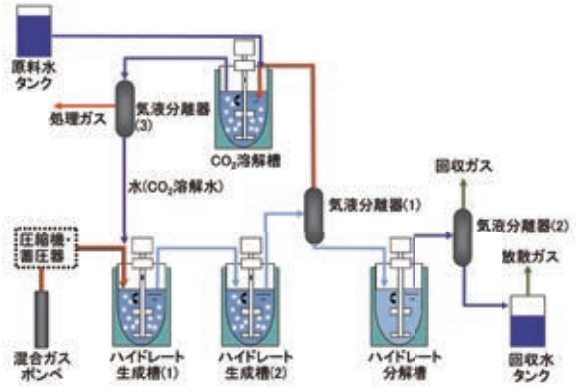 原料水
タンク
処理ガス
気液分離器
(3)
CO₂溶解槽
水(CO₂溶解水)
回収ガス
気液分離器(1)
気液分離器(2)
圧縮機・
蓄圧器
放散ガス
混合ガス
ボンベ
ハイドレート
生成槽(1)
ハイドレート
生成槽(2)
ハイドレート
分解槽
回収水
タンク